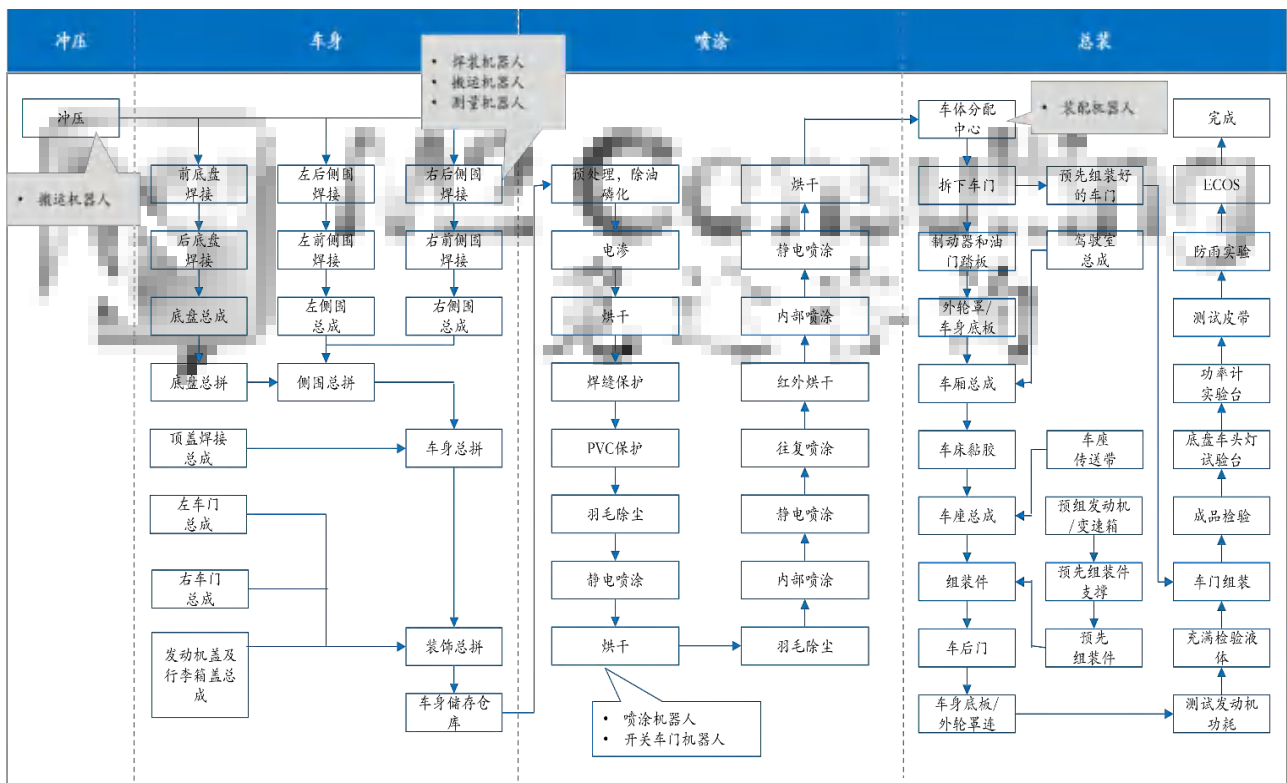 冲压
车身
喷涂
总装
冲压
搬运机器人
焊装机器人
搬运机器人
测量机器人
前底盘
焊接
后底盘
焊接
底盘总成
底盘总拼
左后侧围
焊接
左前侧围
焊接
左侧围
总成
侧围总拼
右后侧围
焊接
右前侧围
焊接
右侧围
总成
顶盖焊接
总成
车身总拼
左车门
总成
右车门
总成
发动机盖及
行李箱盖总
成
装饰总拼
车身储存仓
库
预处理,除油
磷化
电渗
烘干
焊缝保护
PVC保护
羽毛除尘
静电喷涂
烘干
喷涂机器人
开关车门机器人
烘干
静电喷涂
内部喷涂
红外烘干
往复喷涂
静电喷涂
内部喷涂
羽毛除尘
车体分配
中心
装配机器人
拆下车门
制动器和油
门踏板
外轮罩/
车身底板
车厢总成
车床黏胶
车座总成
组装件
车后门
车身底板/
外轮罩连
预先组装好
的车门
驾驶室
总成
车座
传送带
预组发动机
/变速箱
预先组装件
支撑
预先
组装件
完成
ECOS
防雨实验
测试皮带
功率计
实验台
底盘车头灯
试验台
成品检验
车门组装
充满检验液
体
测试发动机
功耗